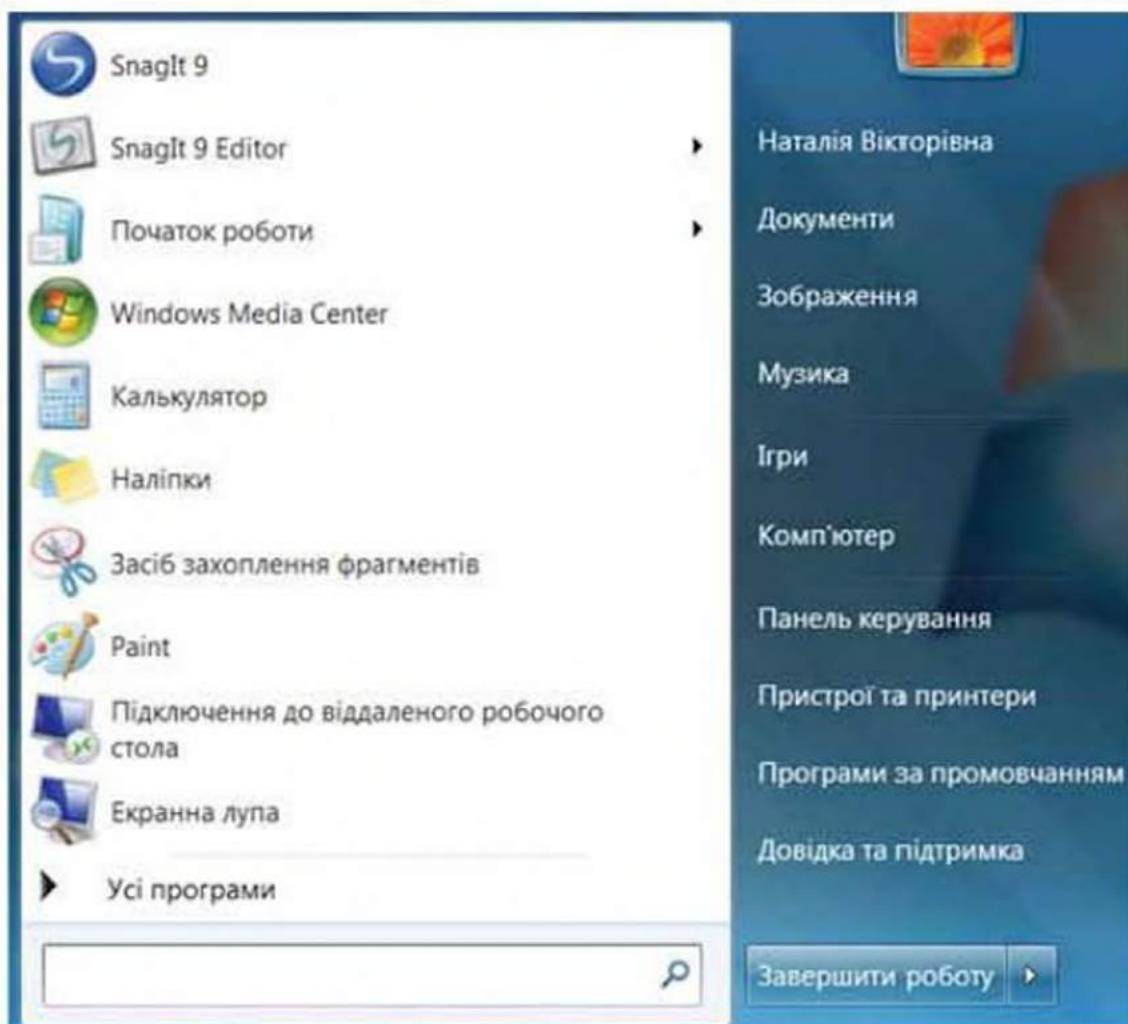 SnagIt 9
SnagIt 9 Editor
Початок роботи
Windows Media Center
Калькулятор
Наліпки
Засіб захоплення фрагментів
Paint
Підключення до віддаленого робочого
стола
Екранна лупа
Усі програми
Наталія Вікторівна
Документи
Зображення
Музика
Ігри
Комп'ютер
Панель керування
Пристрої та принтери
Програми за промовчанням
Довідка та підтримка
Завершити роботу